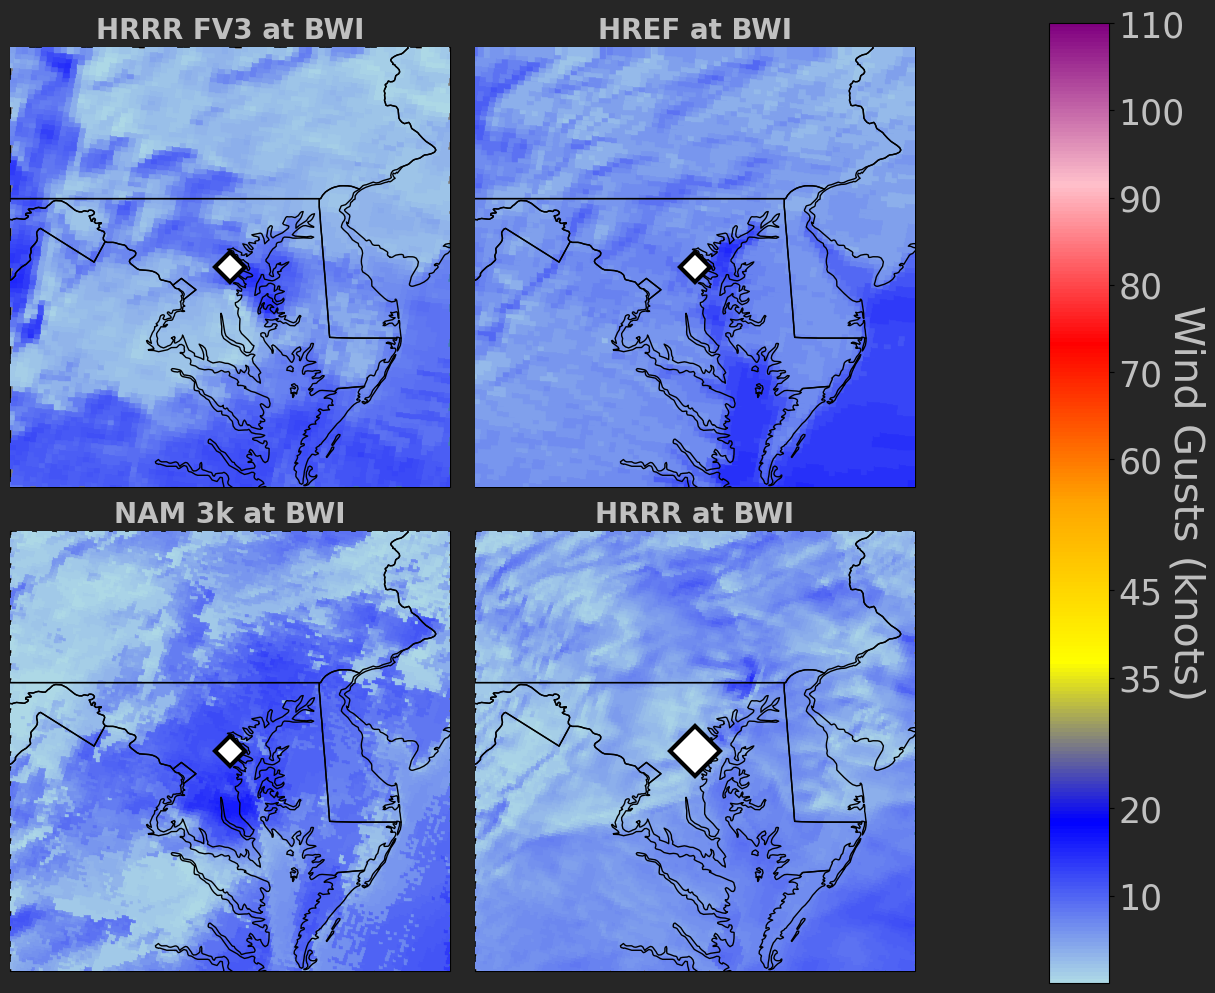 HRRR FV3 at BWI
HREF at BWI
NAM 3k at BWI
HRRR at BWI
110
100
90
80
70
60
45
35
20
10
Wind Gusts (knots)